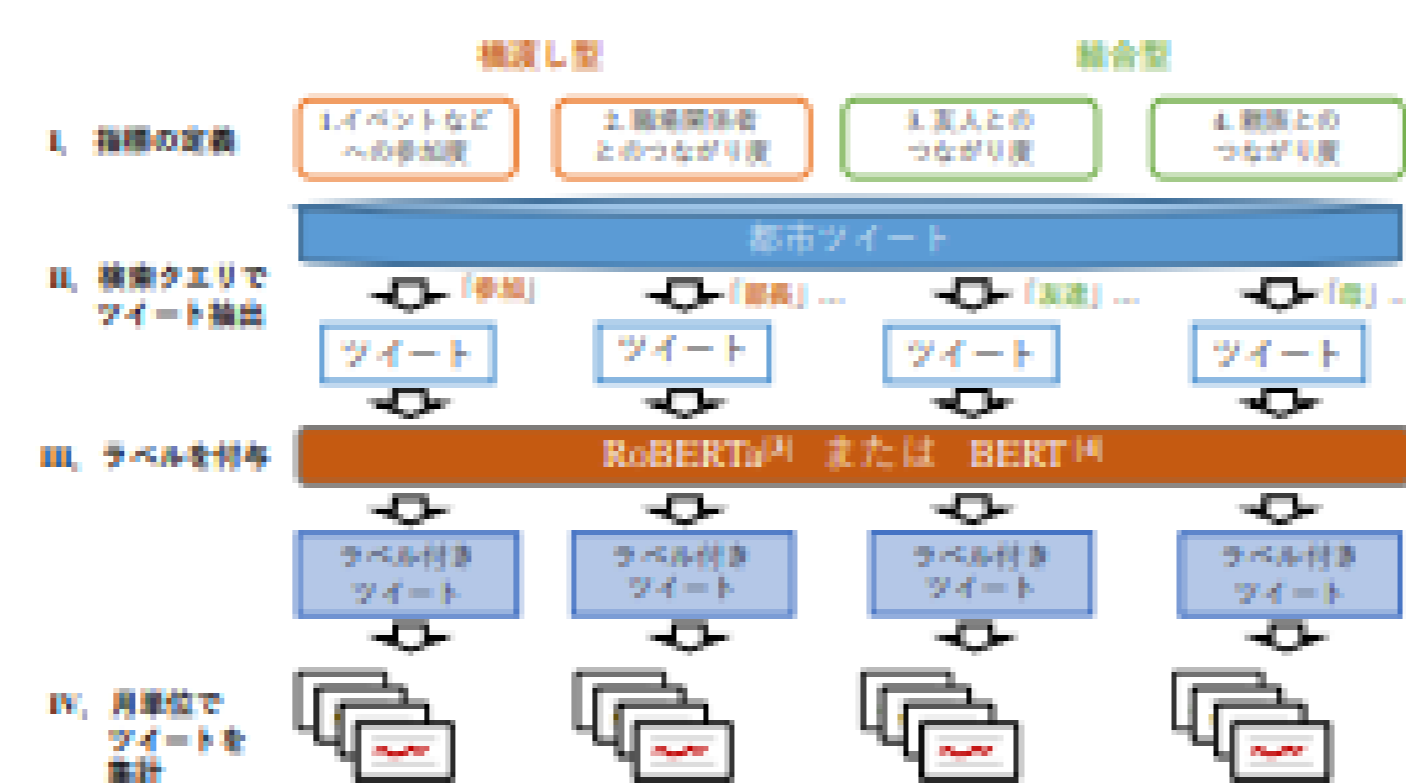 橋渡し型
結合型
I. 指標の定義
1.イベントなど
への参加度
2.職場関係者
とのつながり度
3.友人との
つながり度
4.親族との
つながり度
都市ツイート
II. 検索クエリで
ツイート抽出
「参加」
「部長」...
「友達」...
「母」..
ツイート
ツイート
ツイート
ツイート
III. ラベルを付与
RoBERTa[3] または BERT[4]
ラベル付き
ツイート
ラベル付き
ツイート
ラベル付き
ツイート
ラベル付き
ツイート
IV. 月単位で
ツイートを
集計